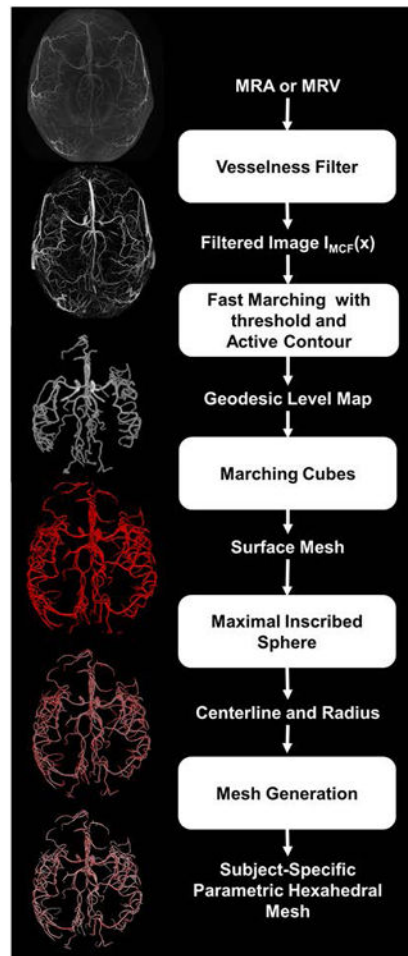 MRA or MRV
Vesselness Filter
Filtered Image I_MCF(x)
Fast Marching with
threshold and
Active Contour
Geodesic Level Map
Marching Cubes
Surface Mesh
Maximal Inscribed
Sphere
Centerline and Radius
Mesh Generation
Subject-Specific
Parametric Hexahedral
Mesh